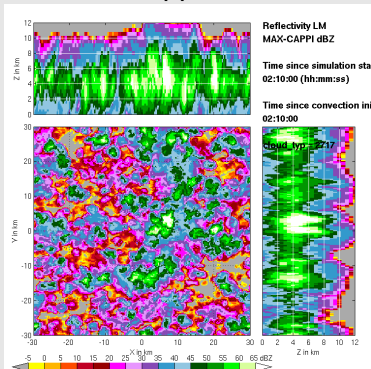 Reflectivity LM
MAX-CAPPI dBZ
Time since simulation sta
02:10:00 (hh:mm:ss)
Time since convection ini
02:10:00
Z in km
12
10
8
6
4
2
0
Y in km
30
20
10
0
-10
-20
-30
-30 -20 -10 0 10 20 30
X in km
0 2 4 6 8 10 12
Z in km
-5 0 5 10 15 20 25 30 35 40 45 50 55 60 65 dBZ